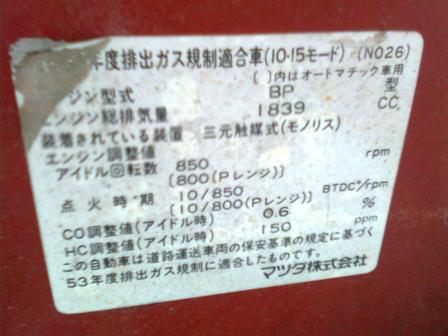 年度排出ガス規制適合車(10・15モード) (N026)
[ ]内はオートマチック車用
ンジン型式 BP 型
エンジン総排気量 1839 CC
装着されている装置 三元触媒式(モノリス)
エンジン調整値
アイドル回転数 850 rpm
[800(Pレンジ)]
点火時期 10/850 BTDC°/rpm
[10/800(Pレンジ)]
CO調整値(アイドル時) 0.6 %
HC調整値(アイドル時) 150 ppm
この自動車は道路運送車両の保安基準の規定に基づく
53年度排出ガス規制に適合したものです。
マツダ株式会社